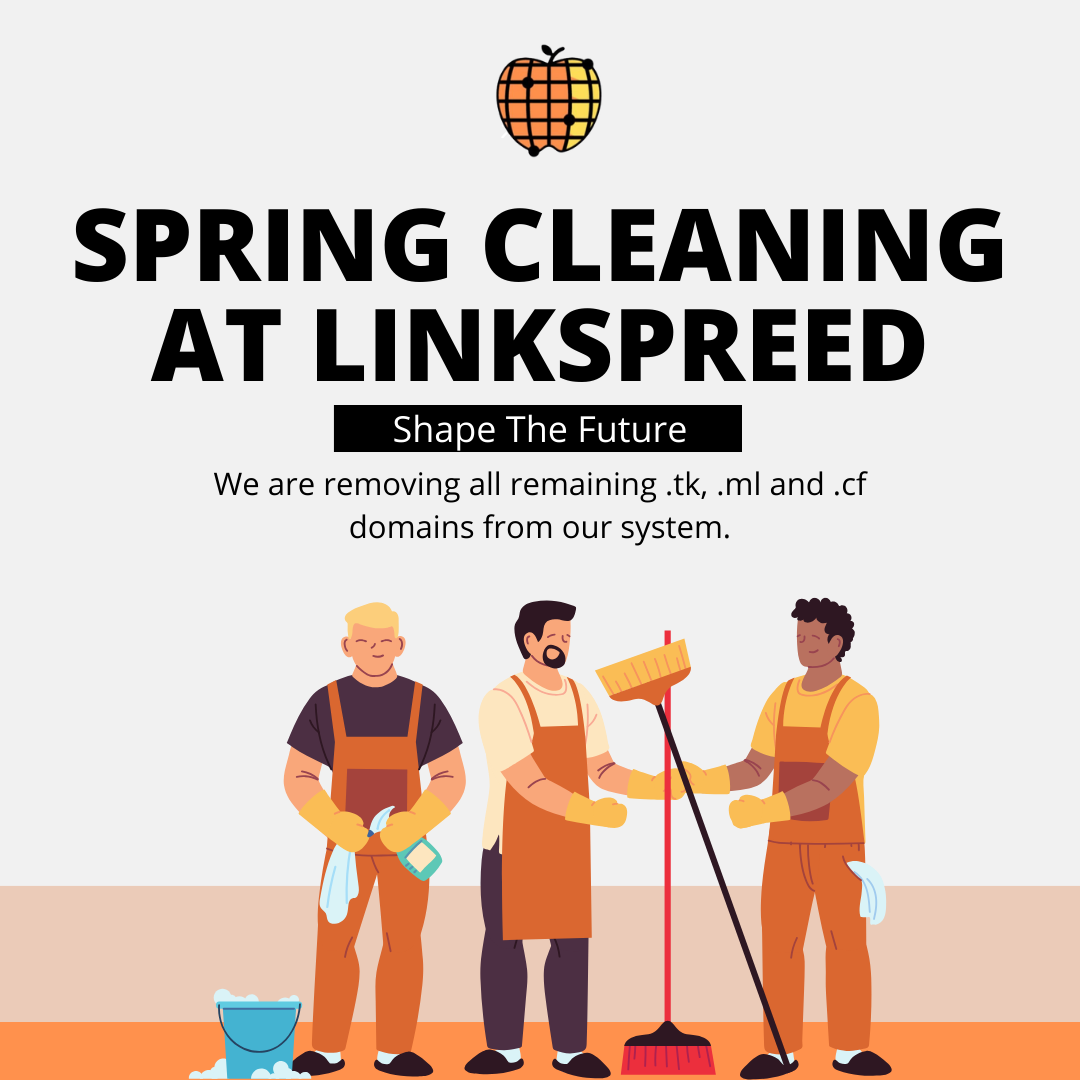 SPRING CLEANING
AT LINKSPREED
Shape The Future
We are removing all remaining .tk, .ml and .cf
domains from our system.